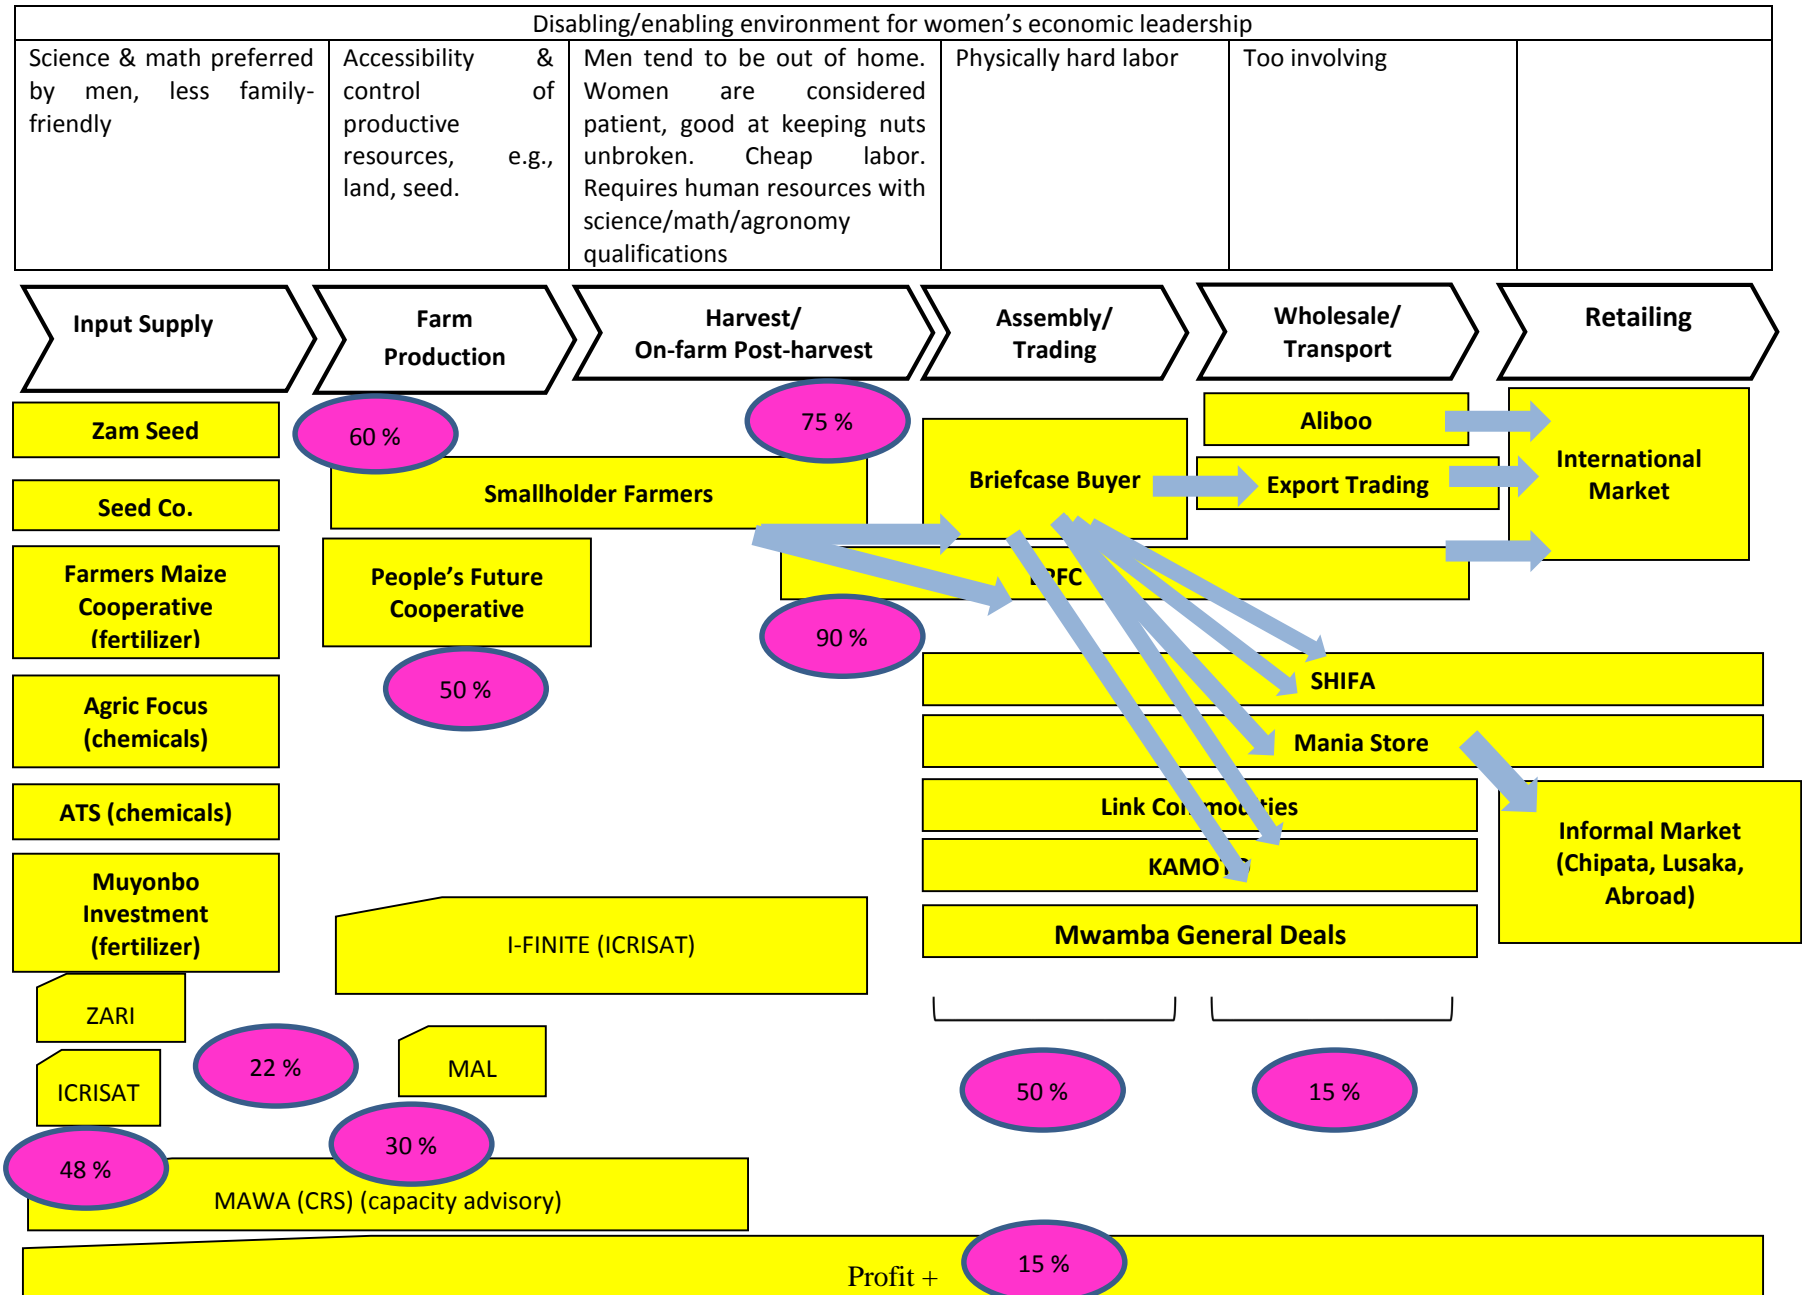 Disabling/enabling environment for women's economic leadership
Science & math preferred
by men, less family-
friendly
Accessibility &
control of
productive
resources, e.g.,
land, seed.
Men tend to be out of home.
Women are considered
patient, good at keeping nuts
unbroken. Cheap labor.
Requires human resources with
science/math/agronomy
qualifications
Physically hard labor
Too involving
Input Supply
Farm
Production
Harvest/
On-farm Post-harvest
Assembly/
Trading
Wholesale/
Transport
Retailing
Zam Seed
Seed Co.
Farmers Maize
Cooperative
(fertilizer)
Agric Focus
(chemicals)
ATS (chemicals)
Muyonbo
Investment
(fertilizer)
ZARI
ICRISAT
22 %
48 %
60 %
75 %
Smallholder Farmers
People's Future
Cooperative
50 %
90 %
I-FINITE (ICRISAT)
MAL
30 %
MAWA (CRS) (capacity advisory)
Briefcase Buyer
Aliboo
Export Trading
International
Market
SHIFA
Mania Store
Link Commodities
Mwamba General Deals
Informal Market
(Chipata, Lusaka,
Abroad)
50 %
15 %
Profit +
15 %